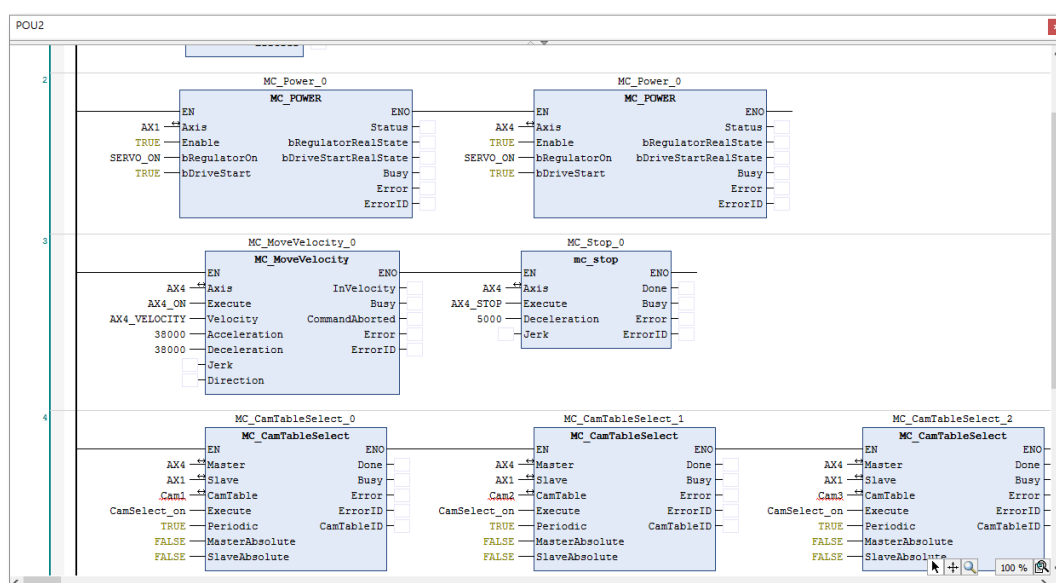 POU2
2
MC_Power_0 MC_Power_0
MC_POWER MC_POWER
EN ENO EN ENO
AX1 Axis Status AX4 Axis Status
TRUE Enable bRegulatorRealState TRUE Enable bRegulatorRealState
SERVO_ON bRegulatorOn bDriveStartRealState SERVO_ON bRegulatorOn bDriveStartRealState
TRUE bDriveStart Busy TRUE bDriveStart Busy
Error Error
ErrorID ErrorID
3
MC_MoveVelocity_0 MC_Stop_0
MC_MoveVelocity mc_stop
EN ENO EN ENO
AX4 Axis InVelocity AX4 Axis Done
AX4_ON Execute Busy AX4_STOP Execute Busy
AX4_VELOCITY Velocity CommandAborted 5000 Deceleration Error
38000 Acceleration Error Jerk ErrorID
38000 Deceleration ErrorID
Jerk
Direction
4
MC_CamTableSelect_0 MC_CamTableSelect_1 MC_CamTableSelect_2
MC_CamTableSelect MC_CamTableSelect MC_CamTableSelect
EN ENO EN ENO EN ENO
AX4 Master Done AX4 Master Done AX4 Master Done
AX1 Slave Busy AX1 Slave Busy AX1 Slave Busy
Cam1 CamTable Error Cam2 CamTable Error Cam3 CamTable Error
CamSelect_on Execute ErrorID CamSelect_on Execute ErrorID CamSelect_on Execute ErrorID
TRUE Periodic CamTableID TRUE Periodic CamTableID TRUE Periodic CamTableID
FALSE MasterAbsolute FALSE MasterAbsolute FALSE MasterAbsolute
FALSE SlaveAbsolute FALSE SlaveAbsolute FALSE SlaveAbsolute
100 %